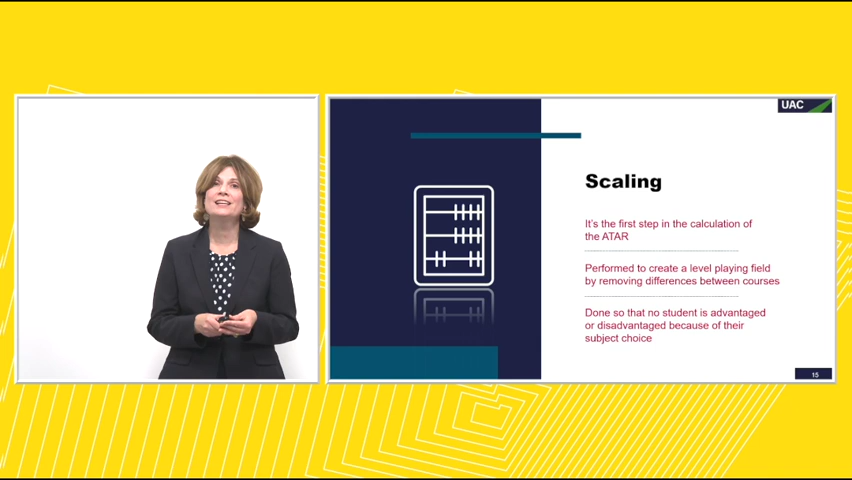 UAC
Scaling
It's the first step in the calculation of
the ATAR
Performed to create a level playing field
by removing differences between courses
Done so that no student is advantaged
or disadvantaged because of their
subject choice
15